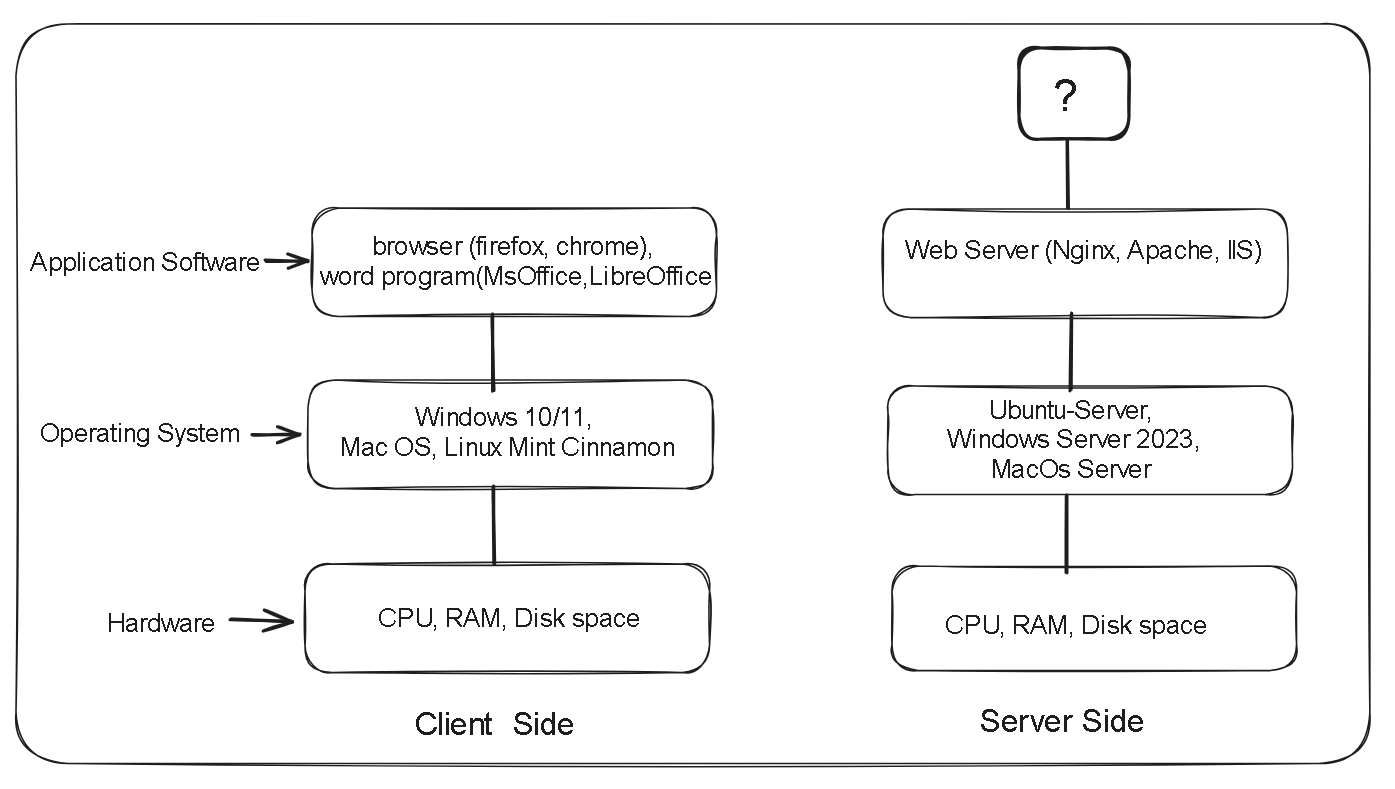 ?
Application Software
browser (firefox, chrome),
word program(MsOffice,LibreOffice
Web Server (Nginx, Apache, IIS)
Operating System
Windows 10/11,
Mac OS, Linux Mint Cinnamon
Ubuntu-Server,
Windows Server 2023,
MacOs Server
Hardware
CPU, RAM, Disk space
CPU, RAM, Disk space
Client Side
Server Side